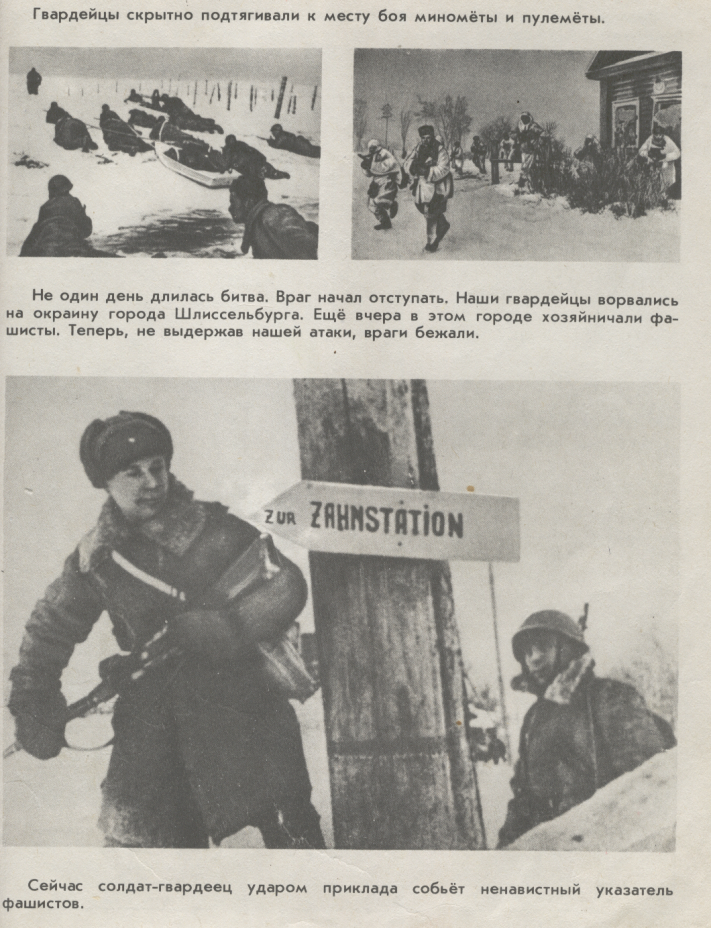 Гвардейцы скрытно подтягивали к месту боя миномёты и пулемёты.
Не один день длилась битва. Враг начал отступать. Наши гвардейцы ворвались
на окраину города Шлиссельбурга. Ещё вчера в этом городе хозяйничали фа-
шисты. Теперь, не выдержав нашей атаки, враги бежали.
ZUR ZAHNSTATION
Сейчас солдат-гвардеец ударом приклада собьёт ненавистный указатель
фашистов.